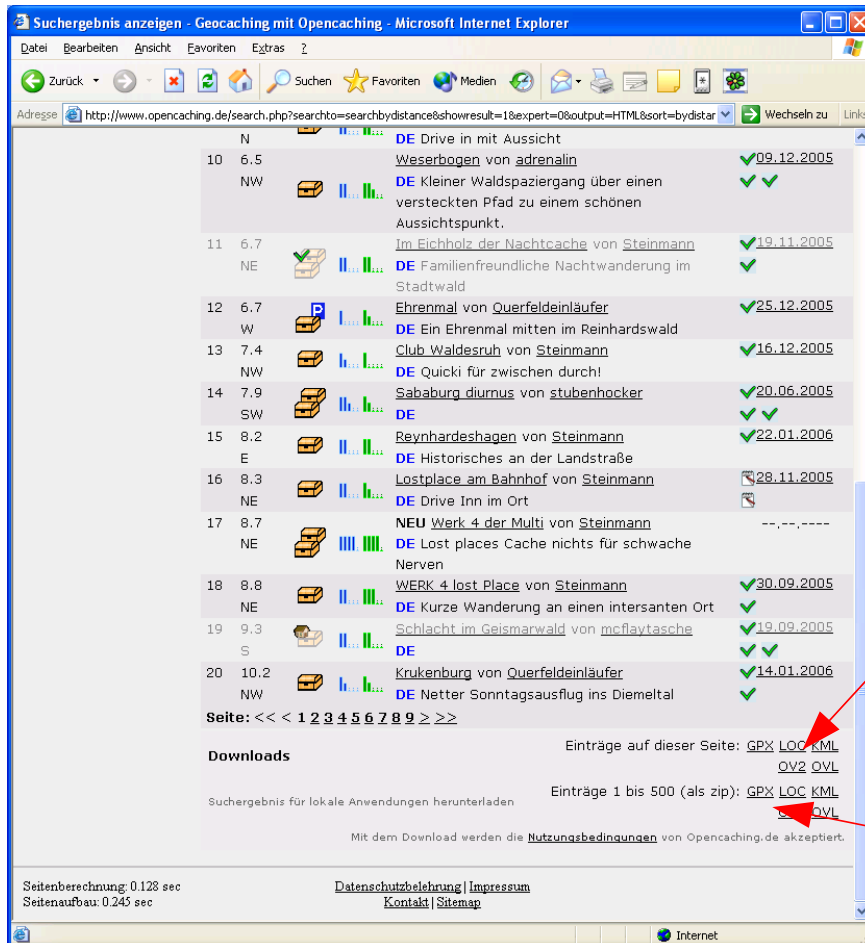 Suchergebnis anzeigen - Geocaching mit Opencaching - Microsoft Internet Explorer
Datei Bearbeiten Ansicht Favoriten Extras ?
Zurück Suchen Favoriten Medien
Adresse http://www.opencaching.de/search.php?searchto=searchbydistance&showresult=1&expert=0&output=HTML&sort=bydistar Wechseln zu Links
N DE Drive in mit Aussicht
10 6.5 Weserbogen von adrenalin 09.12.2005
NW DE Kleiner Waldspaziergang über einen
versteckten Pfad zu einem schönen
Aussichtspunkt.
11 6.7 Im Eichholz der Nachtcache von Steinmann 19.11.2005
NE DE Familienfreundliche Nachtwanderung im
Stadtwald
12 6.7 P Ehrenmal von Querfeldeinläufer 25.12.2005
W DE Ein Ehrenmal mitten im Reinhardswald
13 7.4 Club Waldesruh von Steinmann 16.12.2005
NW DE Quicki für zwischen durch!
14 7.9 Sababurg diurnus von stubenhocker 20.06.2005
SW DE
15 8.2 Reynhardeshagen von Steinmann 22.01.2006
E DE Historisches an der Landstraße
16 8.3 Lostplace am Bahnhof von Steinmann 28.11.2005
NE DE Drive Inn im Ort
17 8.7 NEU Werk 4 der Multi von Steinmann --.--.----
NE DE Lost places Cache nichts für schwache
Nerven
18 8.8 WERK 4 lost Place von Steinmann 30.09.2005
NE DE Kurze Wanderung an einen intersanten Ort
19 9.3 Schlacht im Geismarwald von mcflaytasche 19.09.2005
S DE
20 10.2 Krukenburg von Querfeldeinläufer 14.01.2006
NW DE Netter Sonntagsausflug ins Diemeltal
Seite: << < 1 2 3 4 5 6 7 8 9 > >>
Downloads Einträge auf dieser Seite: GPX LOC KML
OV2 OVL
Suchergebnis für lokale Anwendungen herunterladen Einträge 1 bis 500 (als zip): GPX LOC KML
OVL
Mit dem Download werden die Nutzungsbedingungen von Opencaching.de akzeptiert.
Seitenberechnung: 0.128 sec Datenschutzbelehrung | Impressum
Seitenaufbau: 0.245 sec Kontakt | Sitemap
Internet